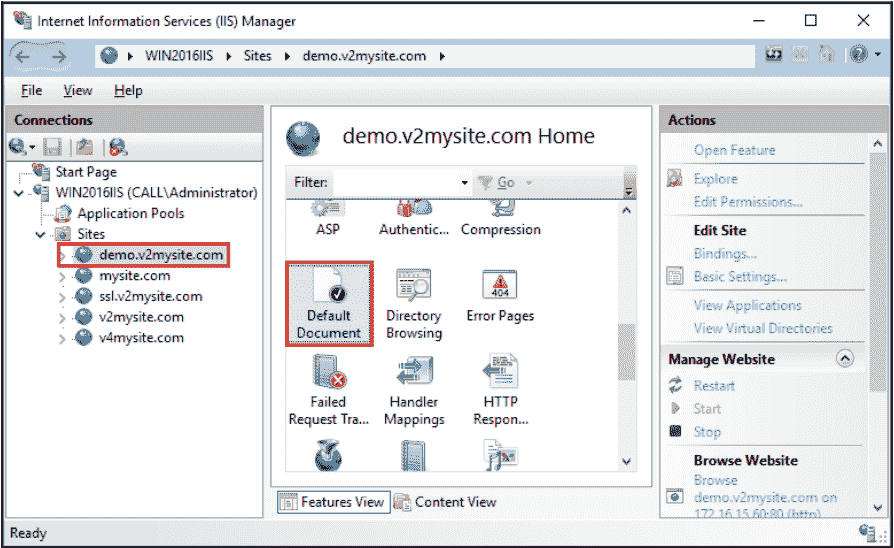 Internet Information Services (IIS) Manager
WIN2016IIS Sites demo.v2mysite.com
File View Help
Connections
Start Page
WIN2016IIS (CALL\Administrator)
Application Pools
Sites
demo.v2mysite.com
mysite.com
ssl.v2mysite.com
v2mysite.com
v4mysite.com
demo.v2mysite.com Home
Filter: Go
ASP Authentic... Compression
Default Document
Directory Browsing
Error Pages
404
Failed Request Tra...
Handler Mappings
HTTP Respon...
Features View Content View
Actions
Open Feature
Explore
Edit Permissions...
Edit Site
Bindings...
Basic Settings...
View Applications
View Virtual Directories
Manage Website
Restart
Start
Stop
Browse Website
Browse
demo.v2mysite.com on
172.16.15.60:80 (http)
Ready